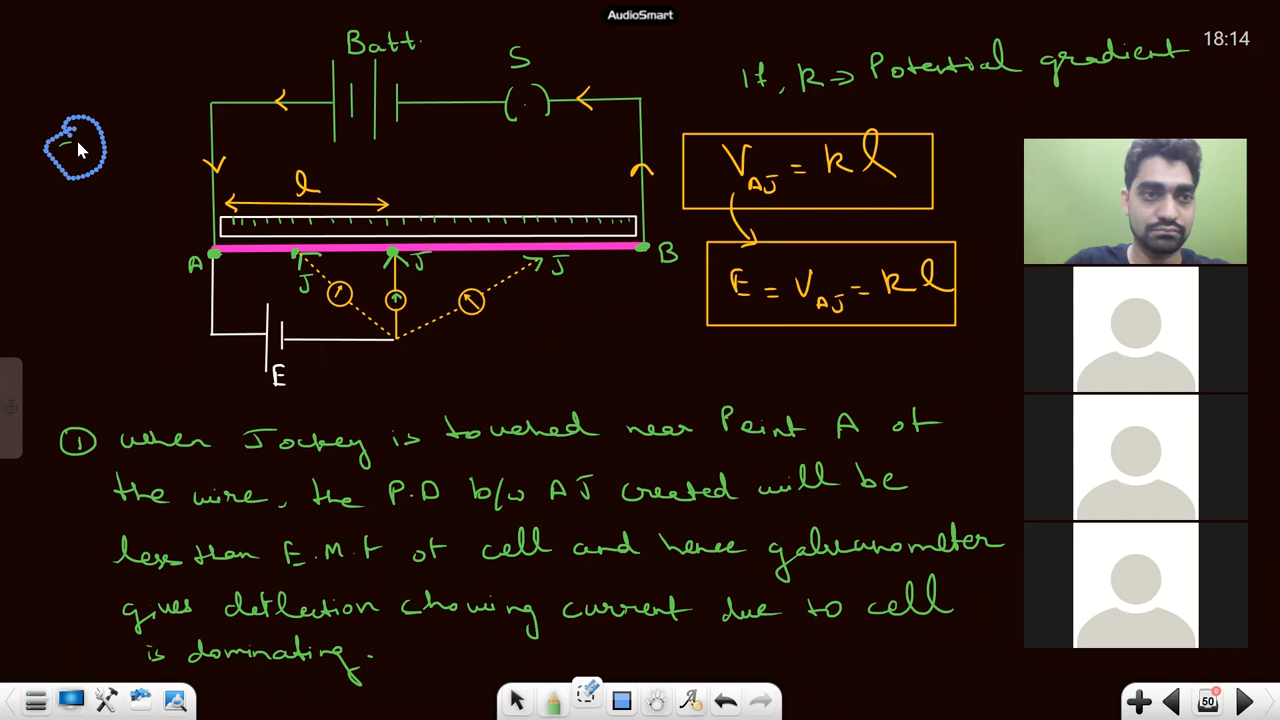 AudioSmart
18:14
Batt.
S
If, k => Potential gradient
l
V_AJ = k l
A
J
J
J
B
E = V_AJ = k l
E
① when Jockey is touched near Point A of
the wire, the P.D b/w AJ created will be
less than E.M.F of cell and hence galvanometer
gives deflection showing current due to cell
is dominating.
50